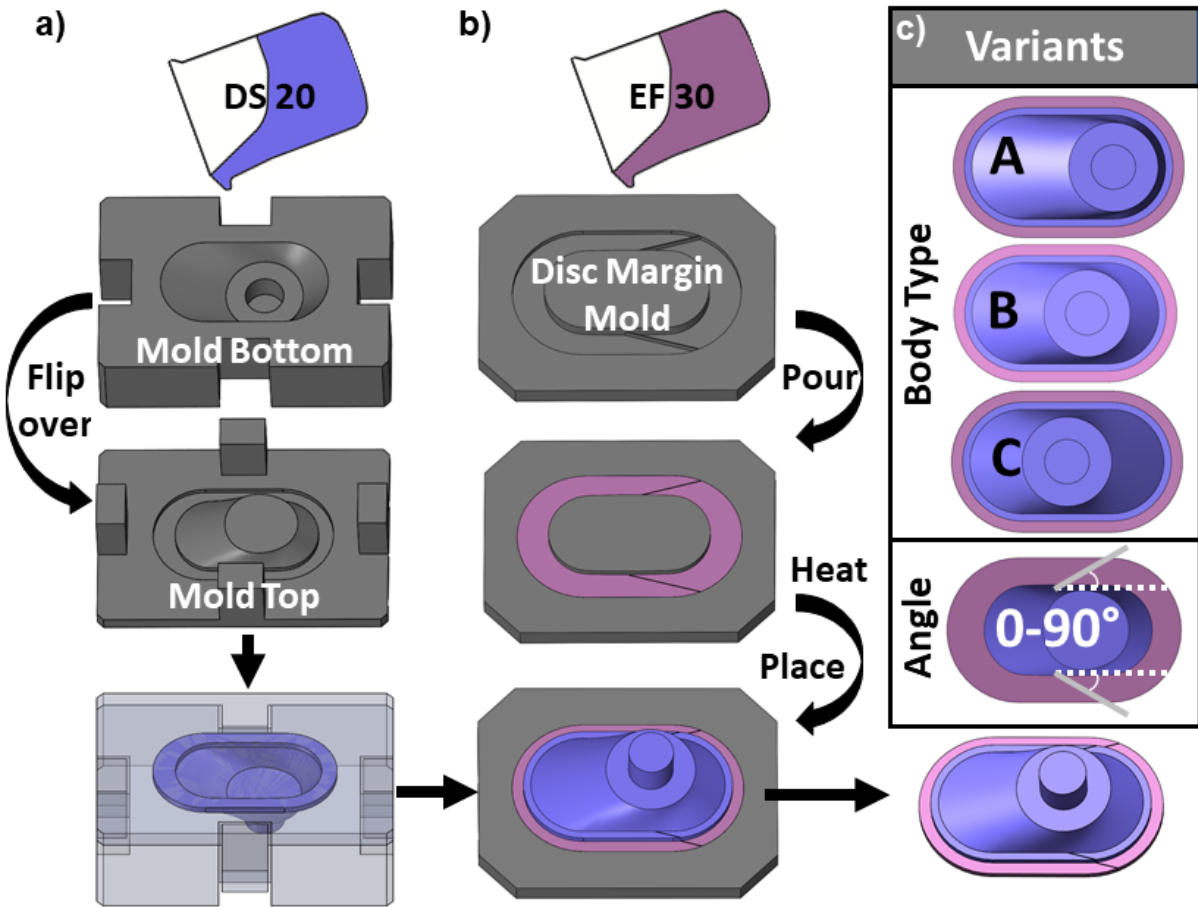 a)
DS 20
Mold Bottom
Flip
over
Mold Top
b)
EF 30
Disc Margin
Mold
Pour
Heat
Place
c)
Variants
Body Type
A
B
C
Angle
0-90°